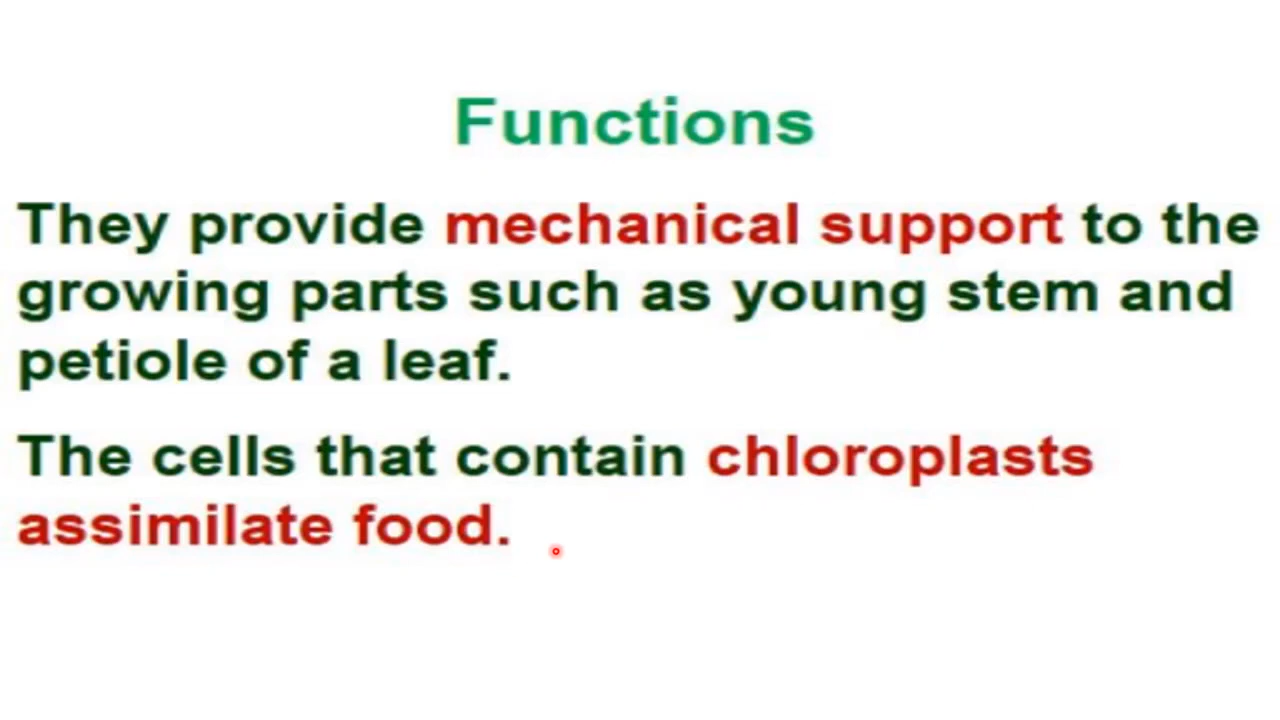 Functions
They provide mechanical support to the
growing parts such as young stem and
petiole of a leaf.
The cells that contain chloroplasts
assimilate food.